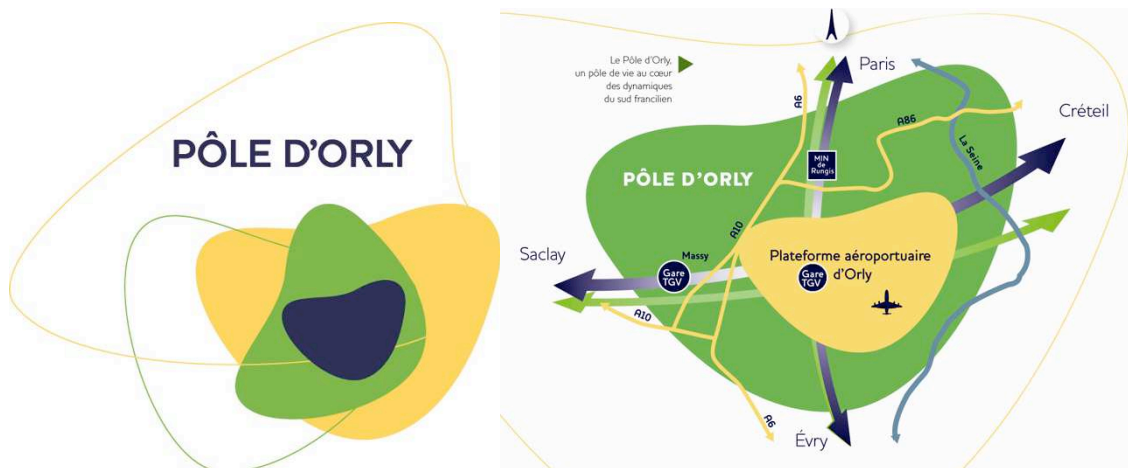 PÔLE D'ORLY
Le Pôle d'Orly,
un pôle de vie au cœur
des dynamiques
du sud francilien
Paris
Créteil
A6
A86
La Seine
MIN
de
Rungis
PÔLE D'ORLY
A10
Saclay
Massy
Gare
TGV
Plateforme aéroportuaire
d'Orly
Gare
TGV
A10
A6
Évry